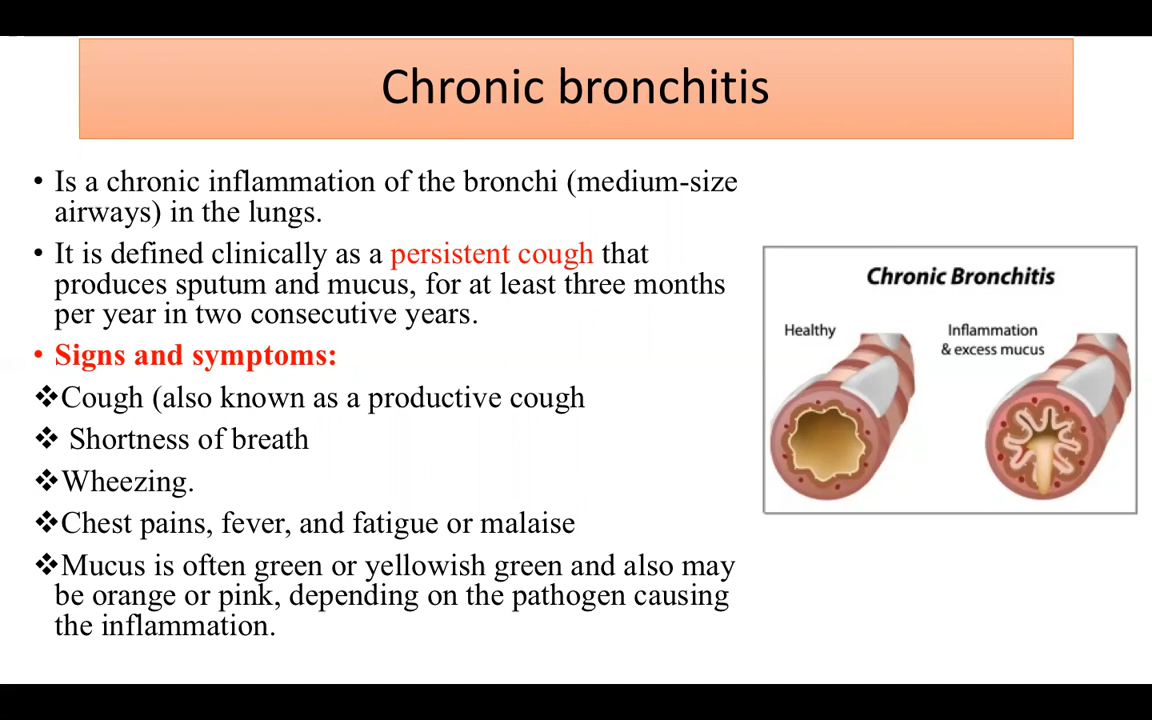 Chronic bronchitis
• Is a chronic inflammation of the bronchi (medium-size
airways) in the lungs.
• It is defined clinically as a persistent cough that
produces sputum and mucus, for at least three months
per year in two consecutive years.
• Signs and symptoms:
❖Cough (also known as a productive cough
❖ Shortness of breath
❖Wheezing.
❖Chest pains, fever, and fatigue or malaise
❖Mucus is often green or yellowish green and also may
be orange or pink, depending on the pathogen causing
the inflammation.
Chronic Bronchitis
Healthy
Inflammation
& excess mucus